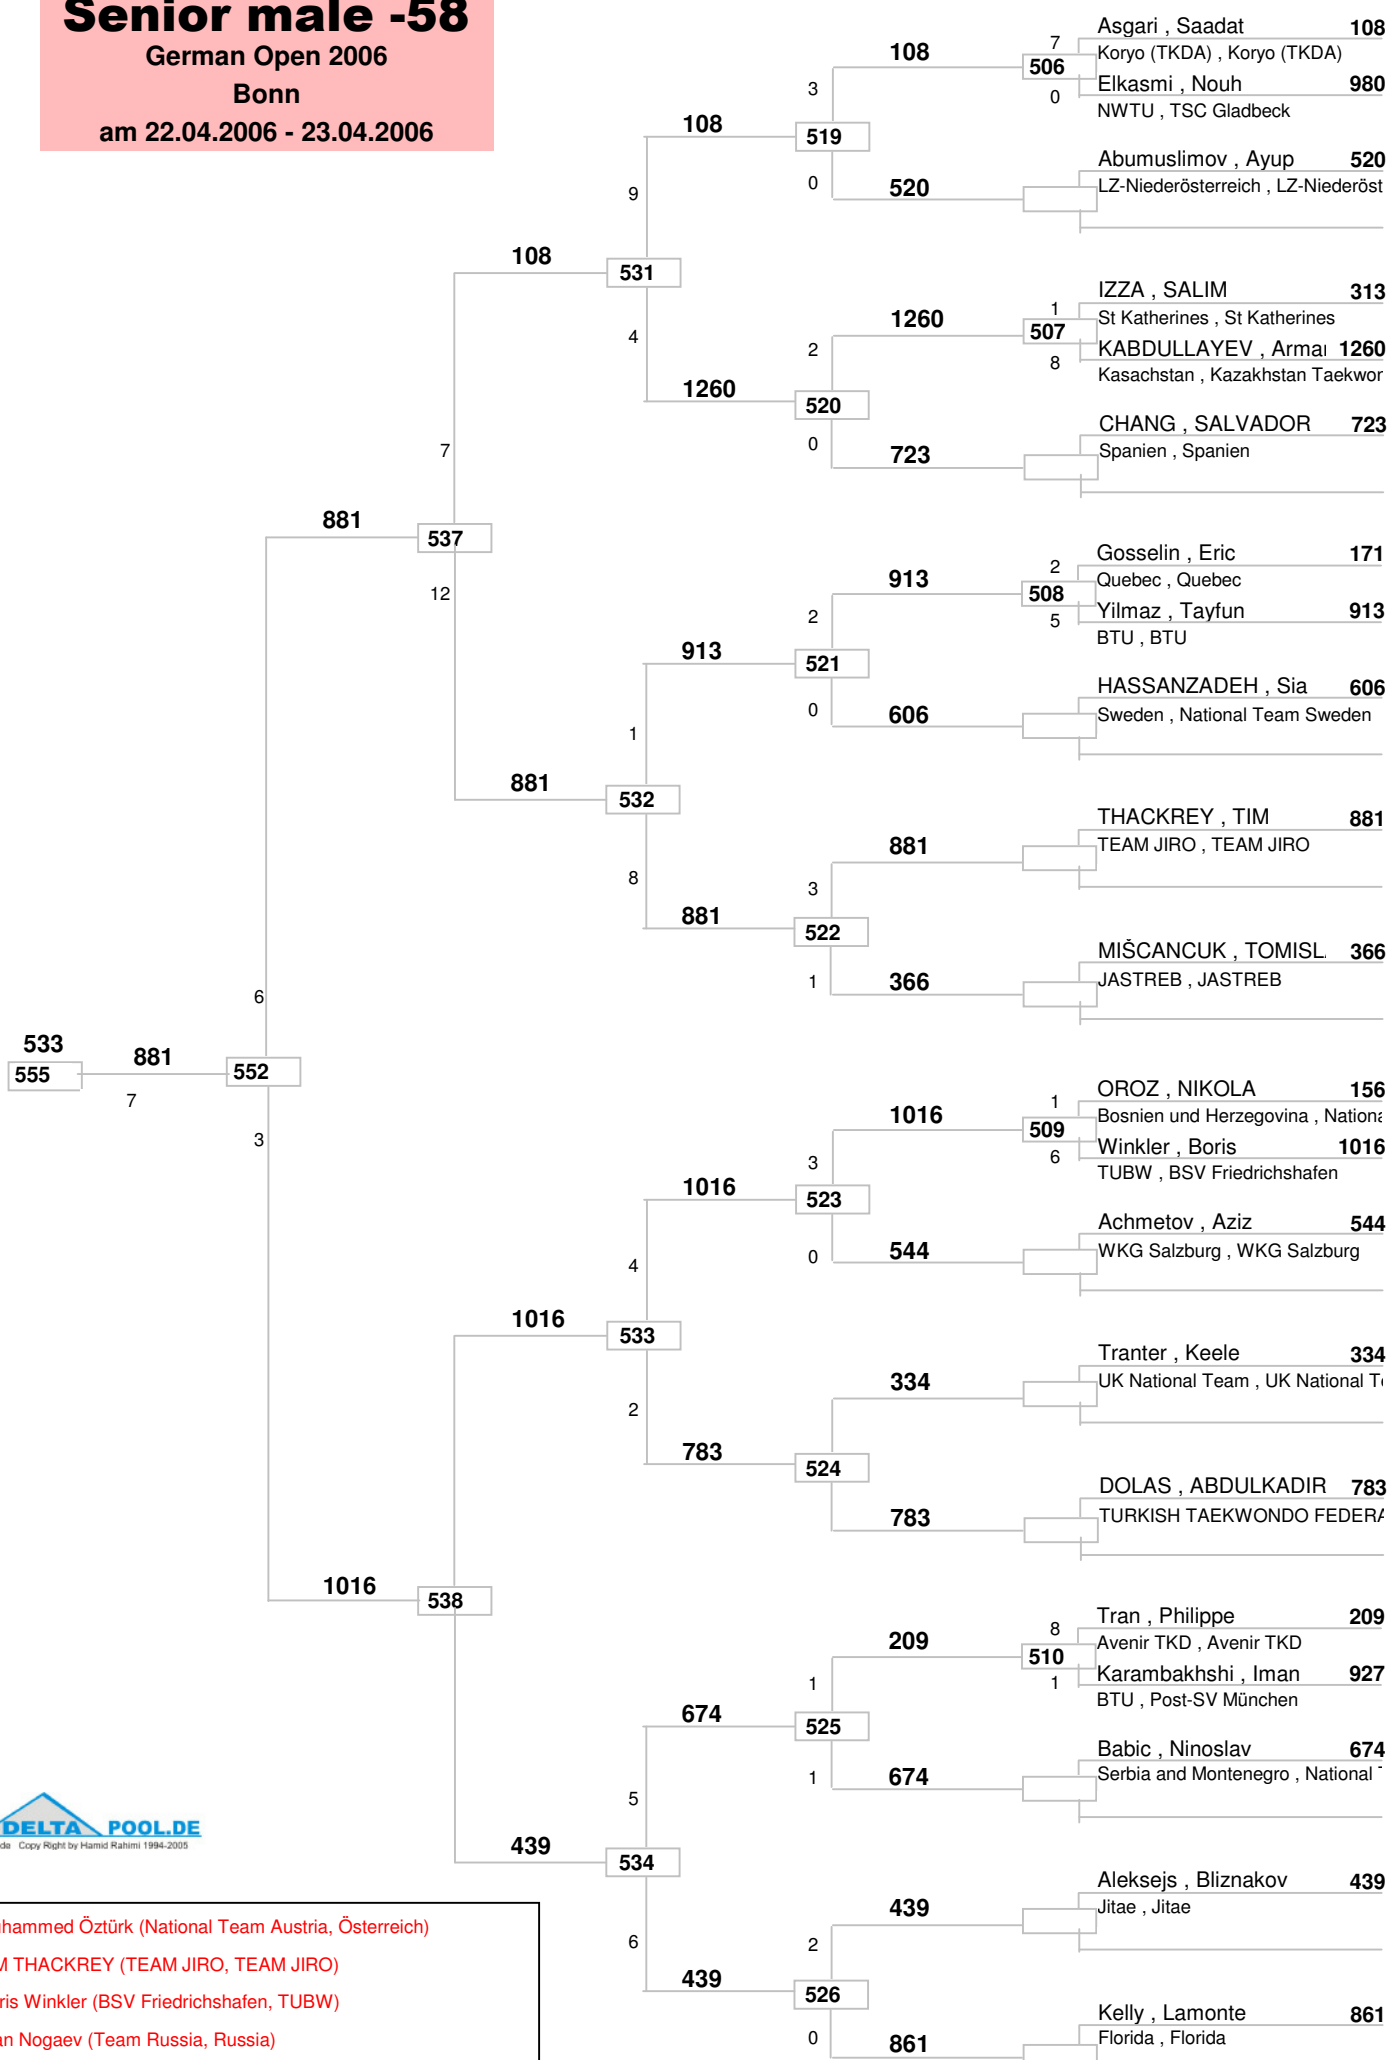 Senior male -58
German Open 2006
Bonn
am 22.04.2006 - 23.04.2006
Asgari , Saadat 108
7
108
Koryo (TKDA) , Koryo (TKDA)
506
Elkasmi , Nouh 980
3
0
NWTU , TSC Gladbeck
108
519
Abumuslimov , Ayup 520
0
520
LZ-Niederösterreich , LZ-Niederöst
9
108
531
IZZA , SALIM 313
1
1260
St Katherines , St Katherines
507
4
2
KABDULLAYEV , Armar 1260
8
Kasachstan , Kazakhstan Taekwor
1260
520
CHANG , SALVADOR 723
0
723
Spanien , Spanien
7
881
537
Gosselin , Eric 171
2
913
Quebec , Quebec
508
12
2
Yilmaz , Tayfun 913
5
BTU , BTU
913
521
HASSANZADEH , Sia 606
0
606
Sweden , National Team Sweden
1
881
532
THACKREY , TIM 881
881
TEAM JIRO , TEAM JIRO
8
3
881
522
MIŠCANCUK , TOMISL 366
1
366
JASTREB , JASTREB
6
533
881
552
555
7
OROZ , NIKOLA 156
1
1016
Bosnien und Herzegovina , Nationa
509
3
Winkler , Boris 1016
6
3
TUBW , BSV Friedrichshafen
1016
523
Achmetov , Aziz 544
0
544
WKG Salzburg , WKG Salzburg
4
1016
533
Tranter , Keele 334
334
UK National Team , UK National T
2
783
524
DOLAS , ABDULKADIR 783
783
TURKISH TAEKWONDO FEDERA
1016
538
Tran , Philippe 209
8
209
Avenir TKD , Avenir TKD
510
1
Karambakhshi , Iman 927
1
BTU , Post-SV München
674
525
Babic , Ninoslav 674
1
674
Serbia and Montenegro , National
5
DELTA POOL.DE
de Copy Right by Hamid Rahimi 1994-2005
439
534
Aleksejs , Bliznakov 439
439
Jitae , Jitae
6
2
439
526
Kelly , Lamonte 861
0
861
Florida , Florida
hammed Öztürk (National Team Austria, Österreich)
M THACKREY (TEAM JIRO, TEAM JIRO)
ris Winkler (BSV Friedrichshafen, TUBW)
an Nogaev (Team Russia, Russia)